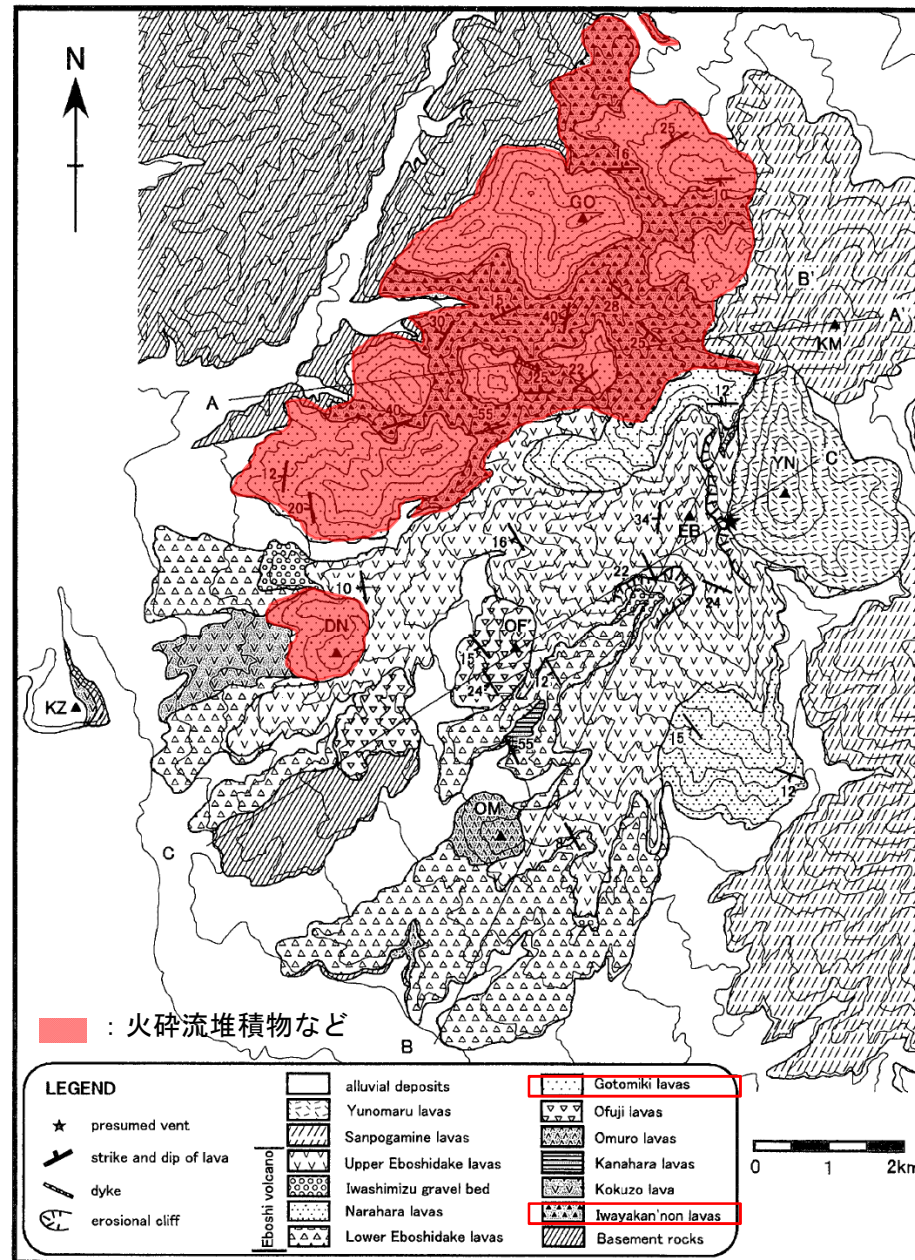 N
25
16
10
GO
B'
A'
KM
15
40
28
30
25
A
22
25
12
40
55
YN
C'
12
20
34
EB
16
22
10
24
DN
OF
15
12
24
KZ
55
15
12
OM
C
: 火砕流堆積物など
B
LEGEND
presumed vent
strike and dip of lava
dyke
erosional cliff
Eboshi volcano
alluvial deposits
Yunomaru lavas
Sanpogamine lavas
Upper Eboshidake lavas
Iwashimizu gravel bed
Narahara lavas
Lower Eboshidake lavas
Gotomiki lavas
Ofuji lavas
Omuro lavas
Kanahara lavas
Kokuzo lava
Iwayakan'non lavas
Basement rocks
0 1 2km